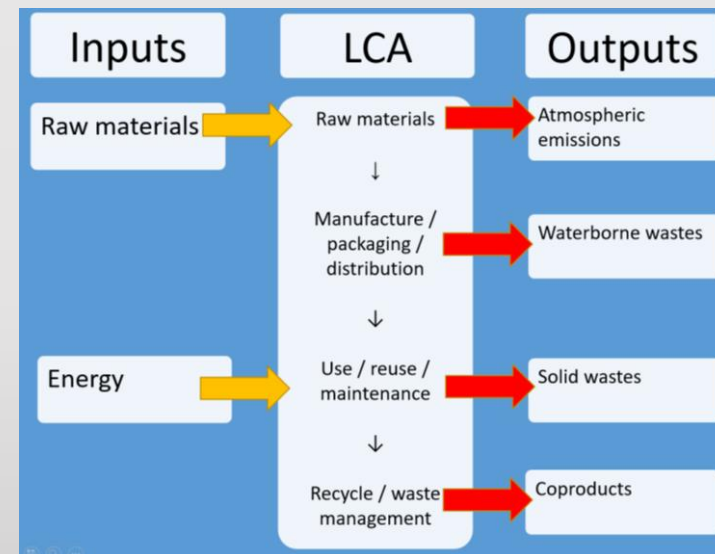 Inputs
LCA
Outputs
Raw materials
Raw materials
Atmospheric
emissions
↓
Manufacture /
packaging /
distribution
Waterborne wastes
↓
Energy
Use / reuse /
maintenance
Solid wastes
↓
Recycle / waste
management
Coproducts